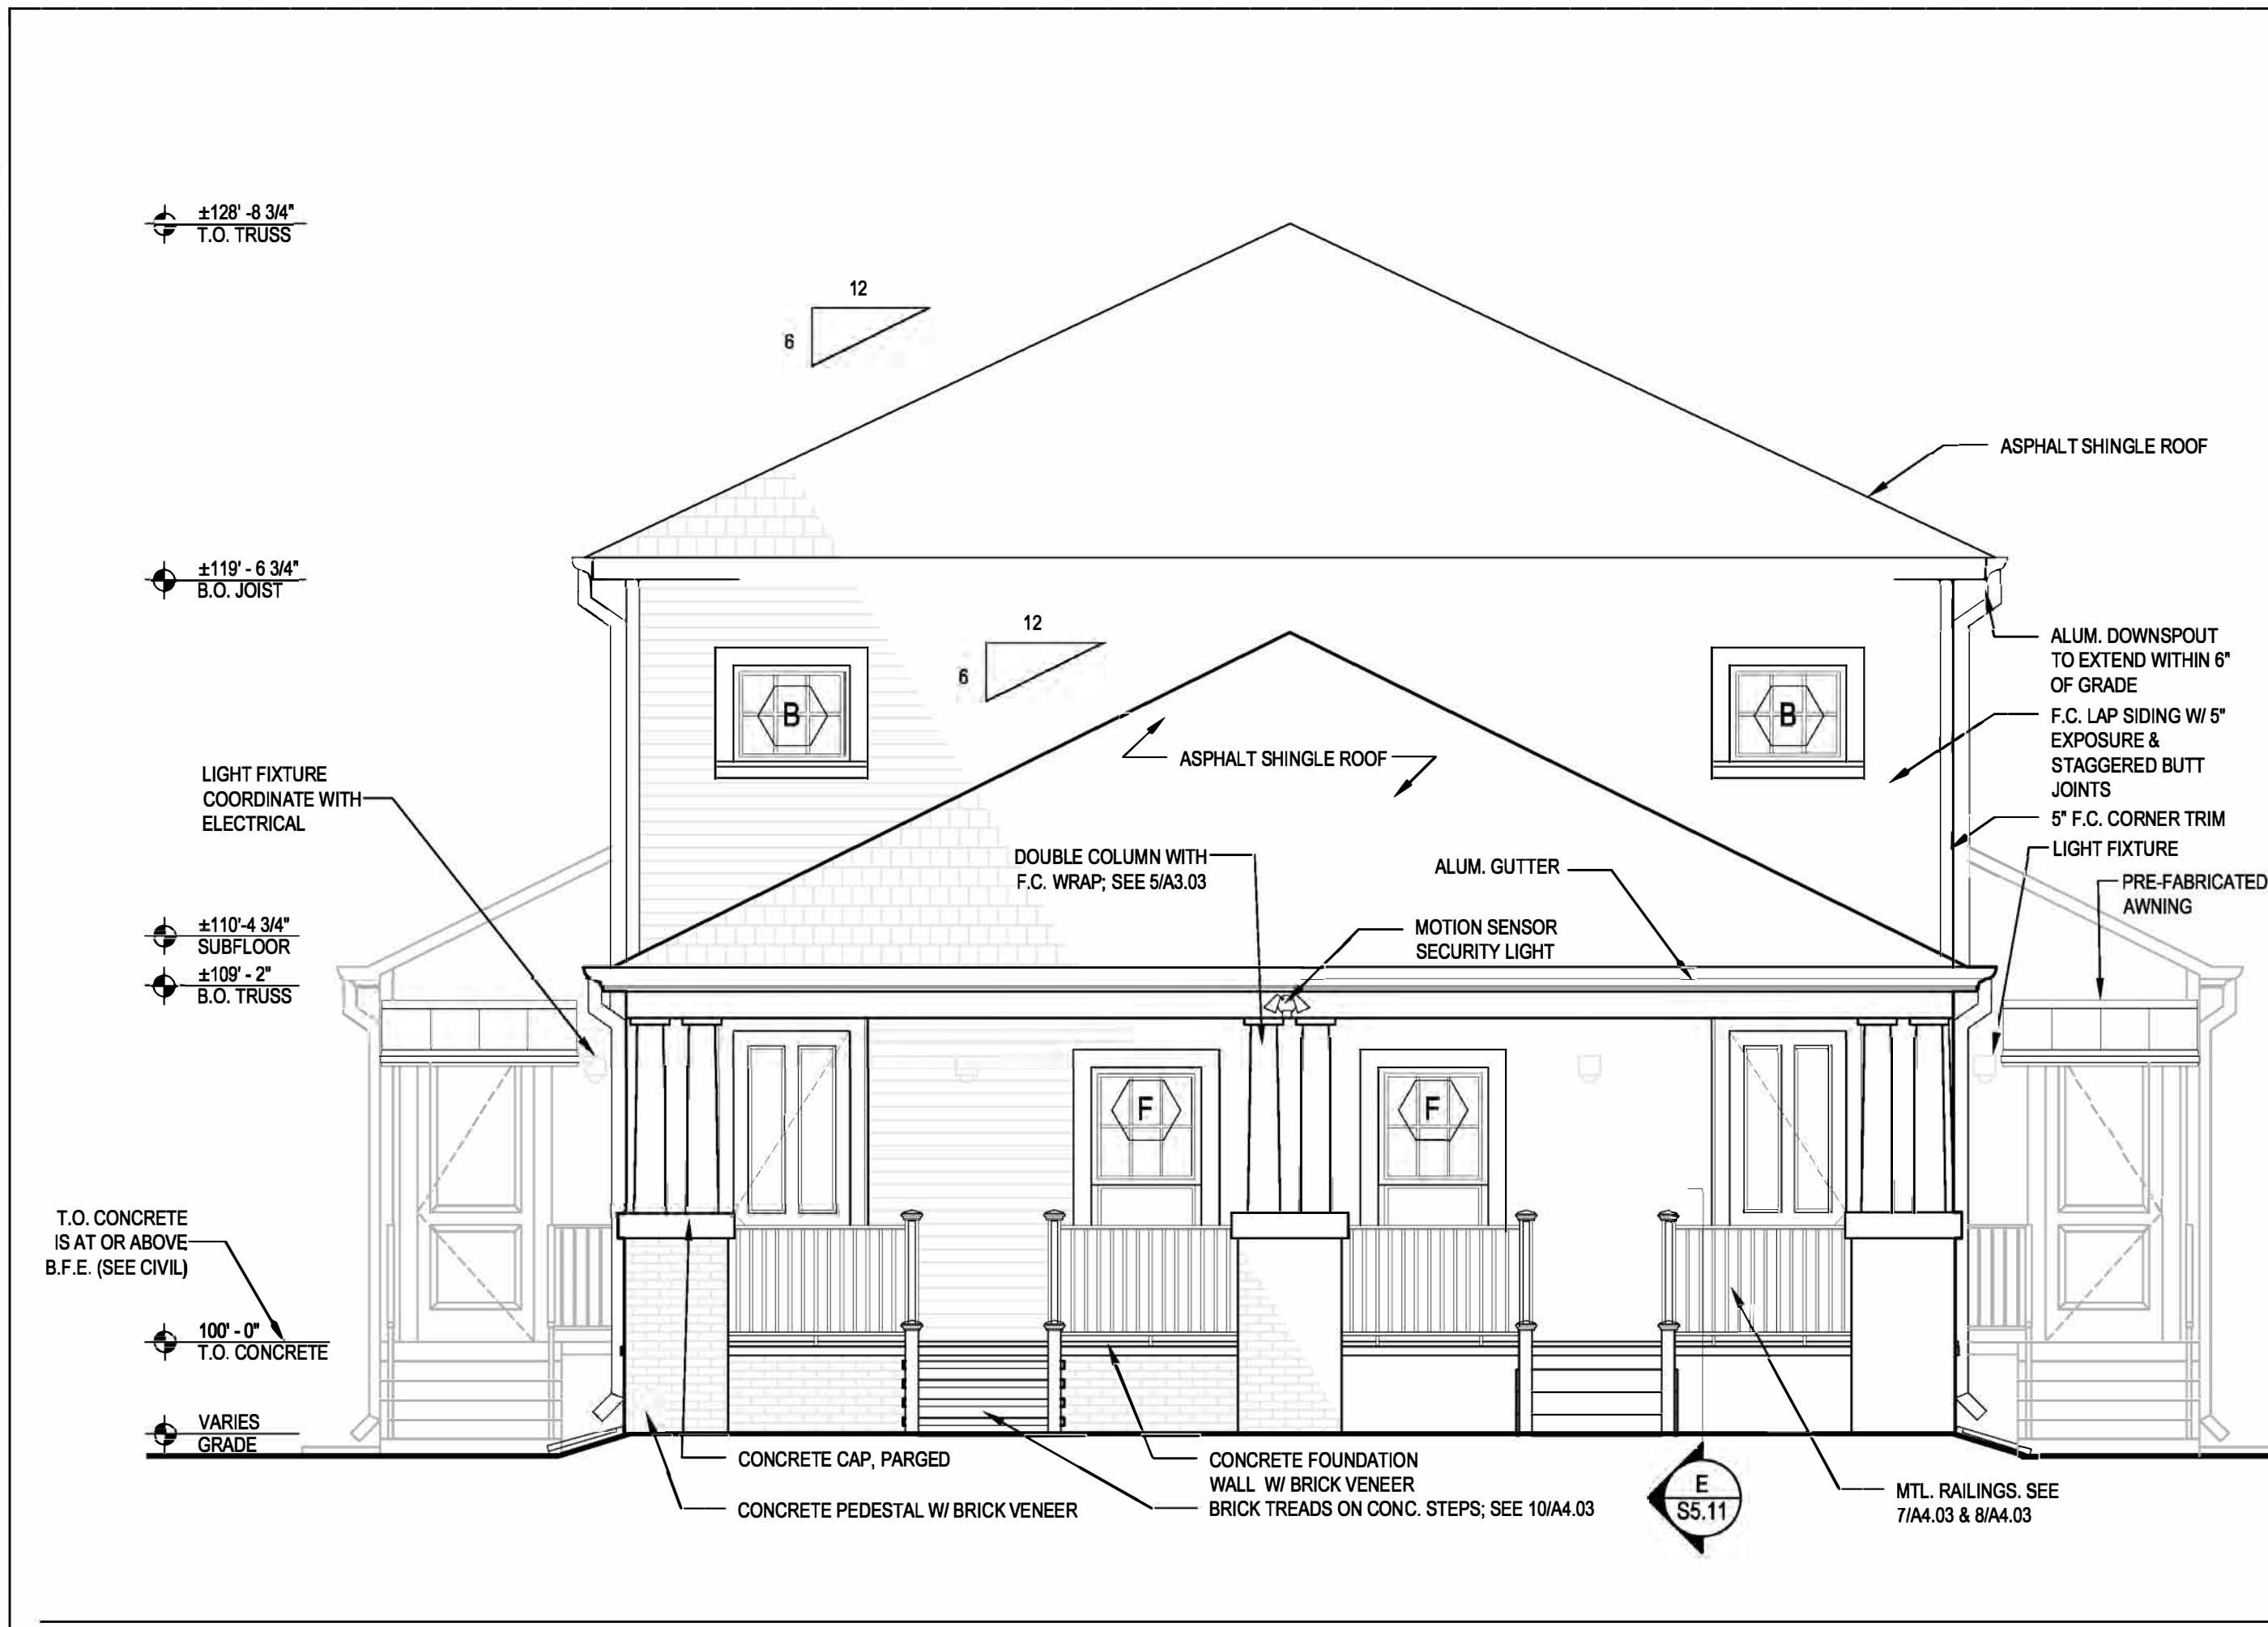 ±128' -8 3/4"
T.O. TRUSS
12
6
ASPHALT SHINGLE ROOF
±119' - 6 3/4"
B.O. JOIST
12
6
B
B
ALUM. DOWNSPOUT
TO EXTEND WITHIN 6"
OF GRADE
F.C. LAP SIDING W/ 5"
EXPOSURE &
STAGGERED BUTT
JOINTS
5" F.C. CORNER TRIM
LIGHT FIXTURE
PRE-FABRICATED
AWNING
ASPHALT SHINGLE ROOF
LIGHT FIXTURE
COORDINATE WITH
ELECTRICAL
DOUBLE COLUMN WITH
F.C. WRAP; SEE 5/A3.03
ALUM. GUTTER
MOTION SENSOR
SECURITY LIGHT
±110'-4 3/4"
SUBFLOOR
±109' - 2"
B.O. TRUSS
F
F
T.O. CONCRETE
IS AT OR ABOVE
B.F.E. (SEE CIVIL)
100' - 0"
T.O. CONCRETE
VARIES
GRADE
CONCRETE CAP, PARGED
CONCRETE PEDESTAL W/ BRICK VENEER
CONCRETE FOUNDATION
WALL W/ BRICK VENEER
BRICK TREADS ON CONC. STEPS; SEE 10/A4.03
E
S5.11
MTL. RAILINGS. SEE
7/A4.03 & 8/A4.03